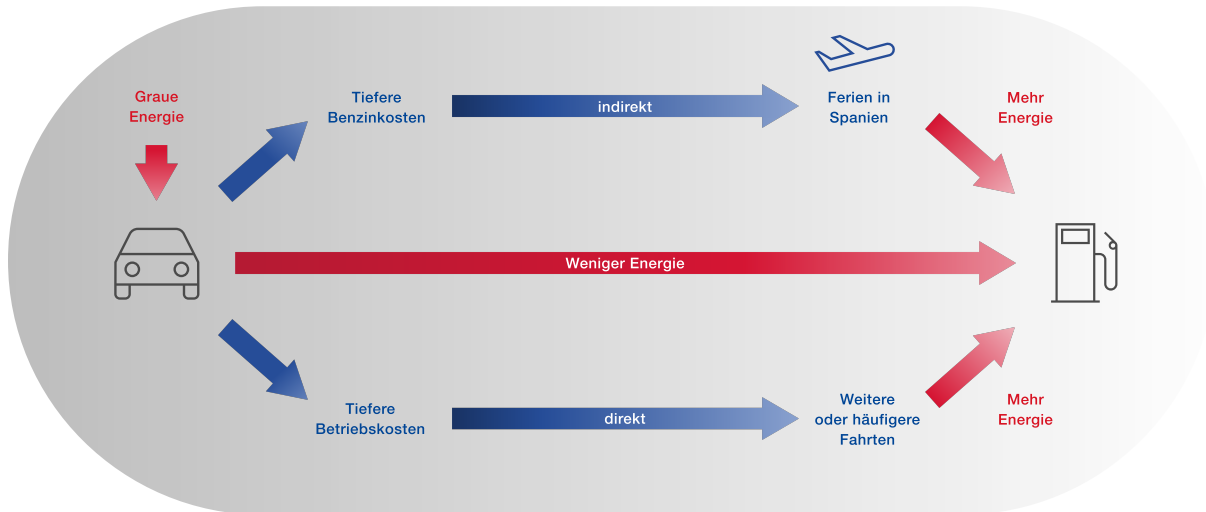 Graue
Energie
Tiefere
Benzinkosten
indirekt
Ferien in
Spanien
Mehr
Energie
Weniger Energie
Tiefere
Betriebskosten
direkt
Weitere
oder häufigere
Fahrten
Mehr
Energie